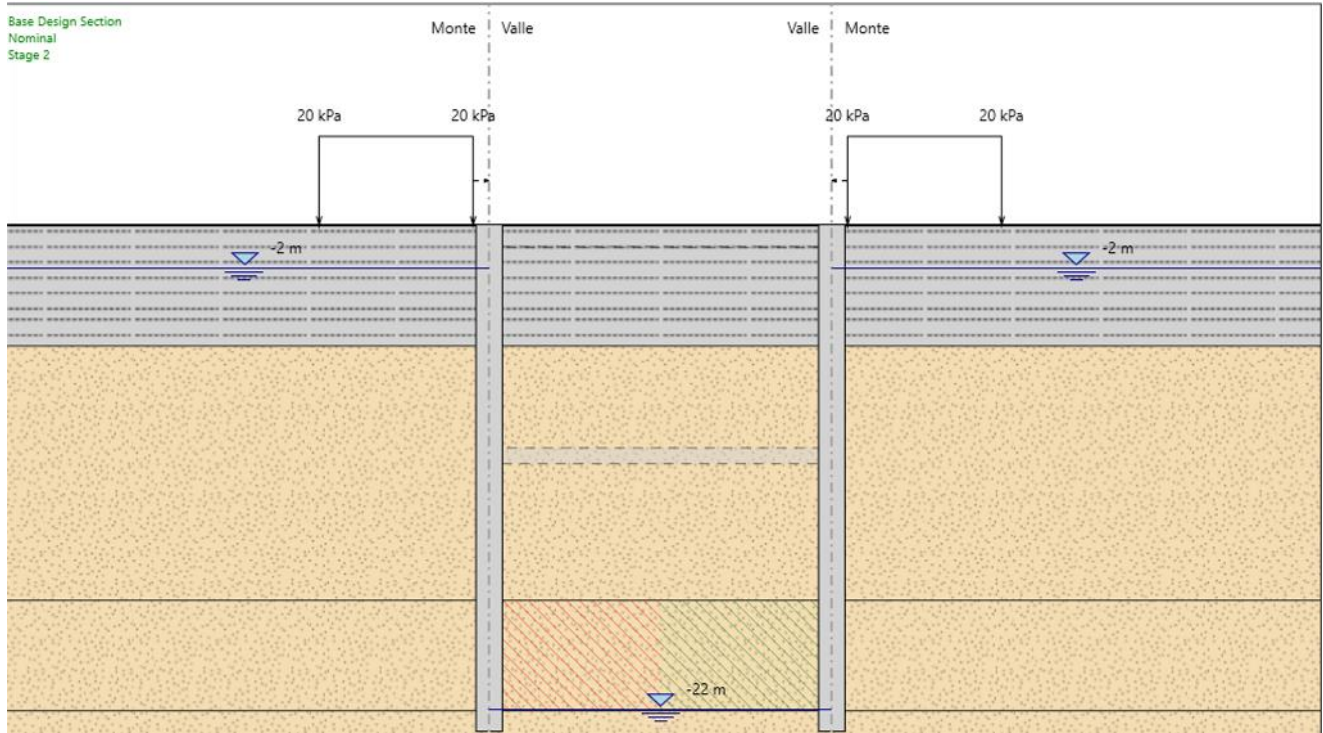 Base Design Section
Nominal
Stage 2
Monte Valle
Valle Monte
20 kPa 20 kPa
20 kPa 20 kPa
-2 m
-2 m
-22 m